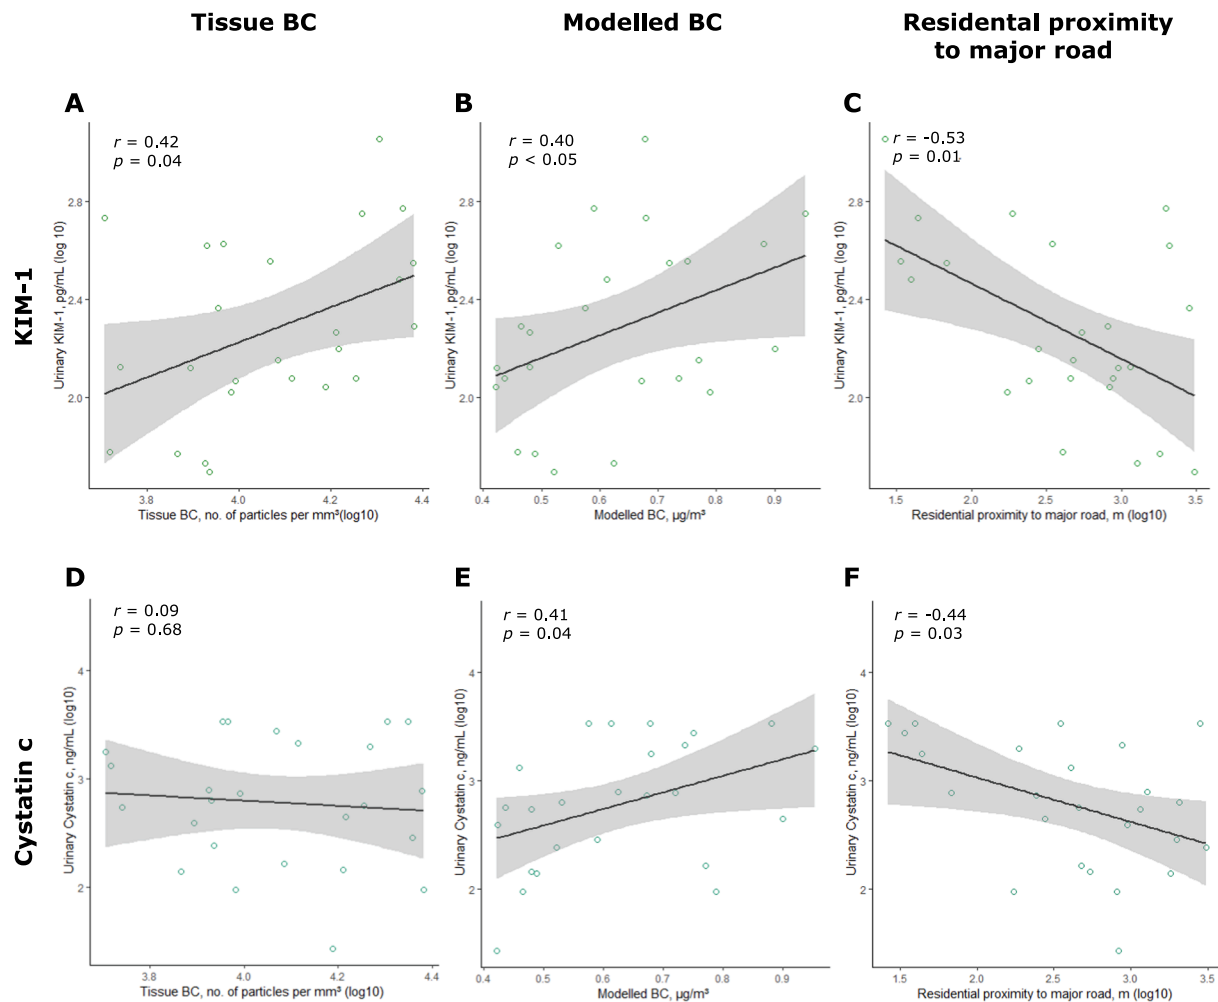 Tissue BC
Modelled BC
Residental proximity
to major road
KIM-1
A
r = 0.42
p = 0.04
2.8
2.4
2.0
Urinary KIM-1, pg/mL (log 10)
3.8
4.0
4.2
4.4
Tissue BC, no. of particles per mm³(log10)
B
r = 0.40
p < 0.05
2.8
2.4
2.0
Urinary KIM-1, pg/mL (log 10)
0.4
0.5
0.6
0.7
0.8
0.9
Modelled BC, µg/m³
C
r = -0.53
p = 0.01
2.8
2.4
2.0
Urinary KIM-1, pg/mL (log 10)
1.5
2.0
2.5
3.0
3.5
Residential proximity to major road, m (log10)
Cystatin c
D
r = 0.09
p = 0.68
4
3
2
Urinary Cystatin c, ng/mL (log10)
3.8
4.0
4.2
4.4
Tissue BC, no. of particles per mm³ (log10)
E
r = 0.41
p = 0.04
4
3
2
Urinary Cystatin c, ng/mL (log10)
0.4
0.5
0.6
0.7
0.8
0.9
Modelled BC, µg/m³
F
r = -0.44
p = 0.03
4
3
2
Urinary Cystatin c, ng/mL (log10)
1.5
2.0
2.5
3.0
3.5
Residential proximity to major road, m (log10)